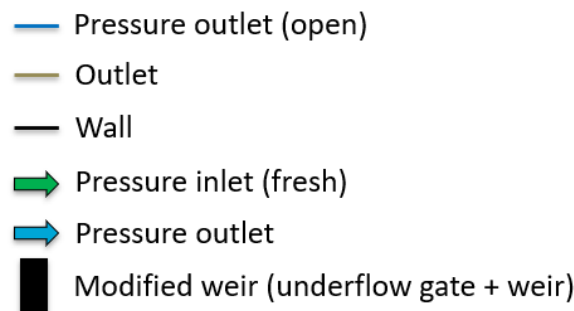 Pressure outlet (open)
Outlet
Wall
Pressure inlet (fresh)
Pressure outlet
Modified weir (underflow gate + weir)